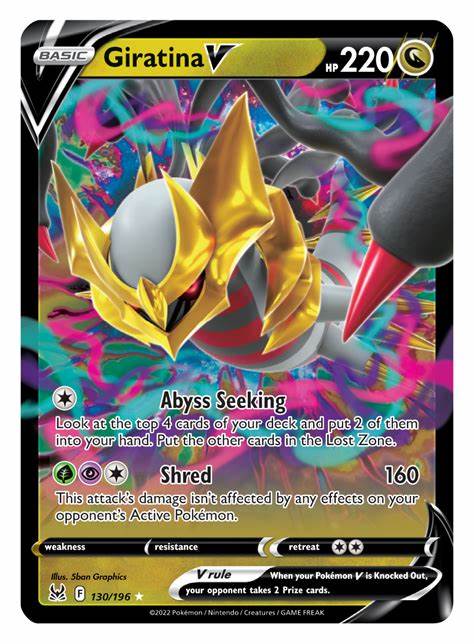 BASIC
Giratina V
HP 220
Abyss Seeking
Look at the top 4 cards of your deck and put 2 of them
into your hand. Put the other cards in the Lost Zone.
Shred 160
This attack's damage isn't affected by any effects on your
opponent's Active Pokémon.
weakness resistance retreat
Illus. 5ban Graphics
V rule
When your Pokémon V is Knocked Out,
your opponent takes 2 Prize cards.
F 130/196
©2022 Pokémon / Nintendo / Creatures / GAME FREAK